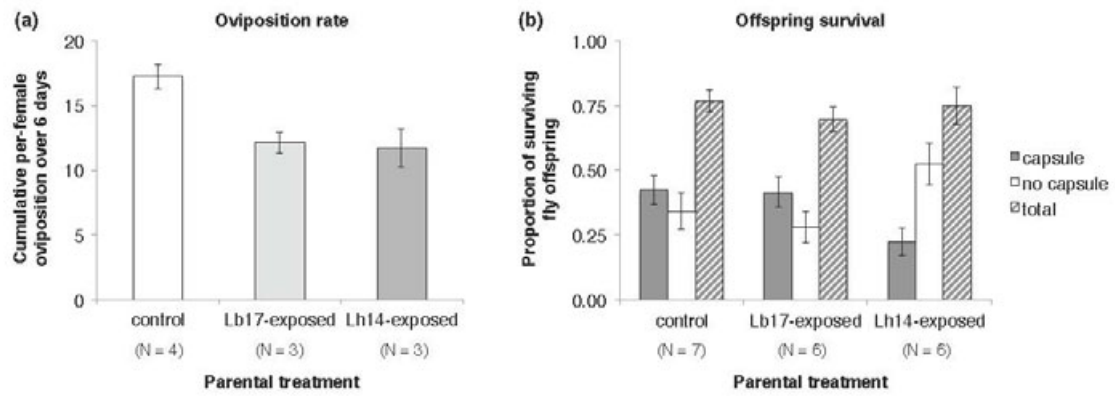 (a) Oviposition rate
Cumulative per-female
oviposition over 6 days
20
15
10
5
0
control Lb17-exposed Lh14-exposed
(N = 4) (N = 3) (N = 3)
Parental treatment
(b) Offspring survival
Proportion of surviving
fly offspring
1.00
0.75
0.50
0.25
0.00
control Lb17-exposed Lh14-exposed
(N = 7) (N = 6) (N = 6)
Parental treatment
capsule
no capsule
total